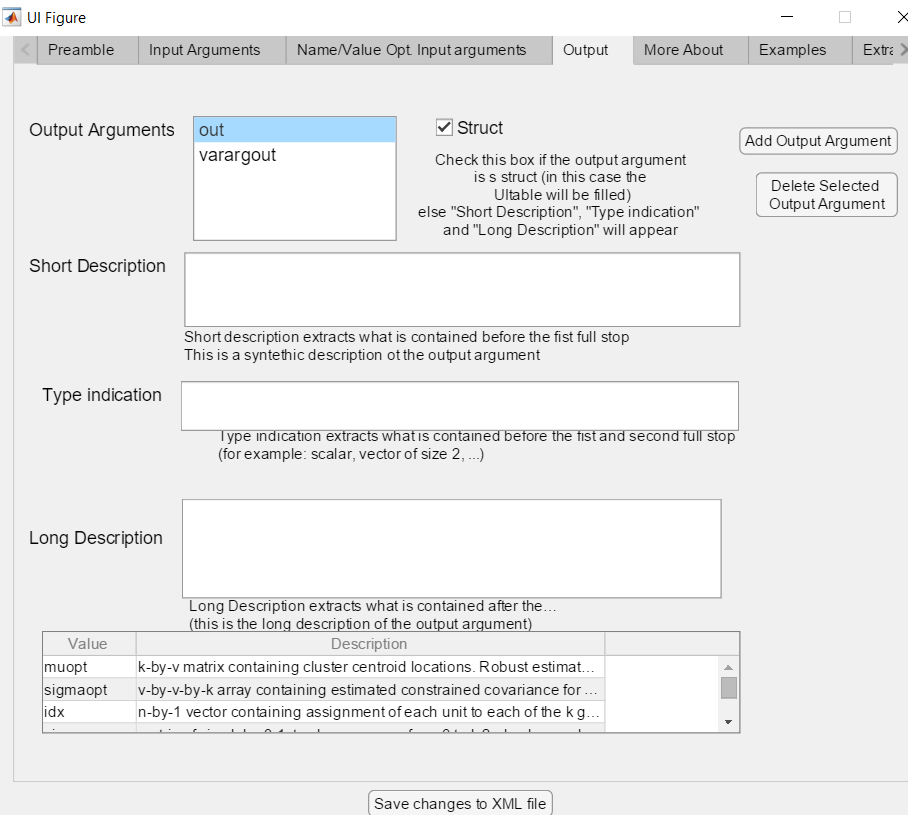 UI Figure
Preamble
Input Arguments
Name/Value Opt. Input arguments
Output
More About
Examples
Extra
Output Arguments
out
varargout
Struct
Check this box if the output argument
is s struct (in this case the
UItable will be filled)
else "Short Description", "Type indication"
and "Long Description" will appear
Add Output Argument
Delete Selected
Output Argument
Short Description
Short description extracts what is contained before the fist full stop
This is a syntethic description ot the output argument
Type indication
Type indication extracts what is contained before the fist and second full stop
(for example: scalar, vector of size 2, ...)
Long Description
Long Description extracts what is contained after the…
(this is the long description of the output argument)
Value Description
muopt k-by-v matrix containing cluster centroid locations. Robust estimat…
sigmaopt v-by-v-by-k array containing estimated constrained covariance for …
idx n-by-1 vector containing assignment of each unit to each of the k g…
Save changes to XML file